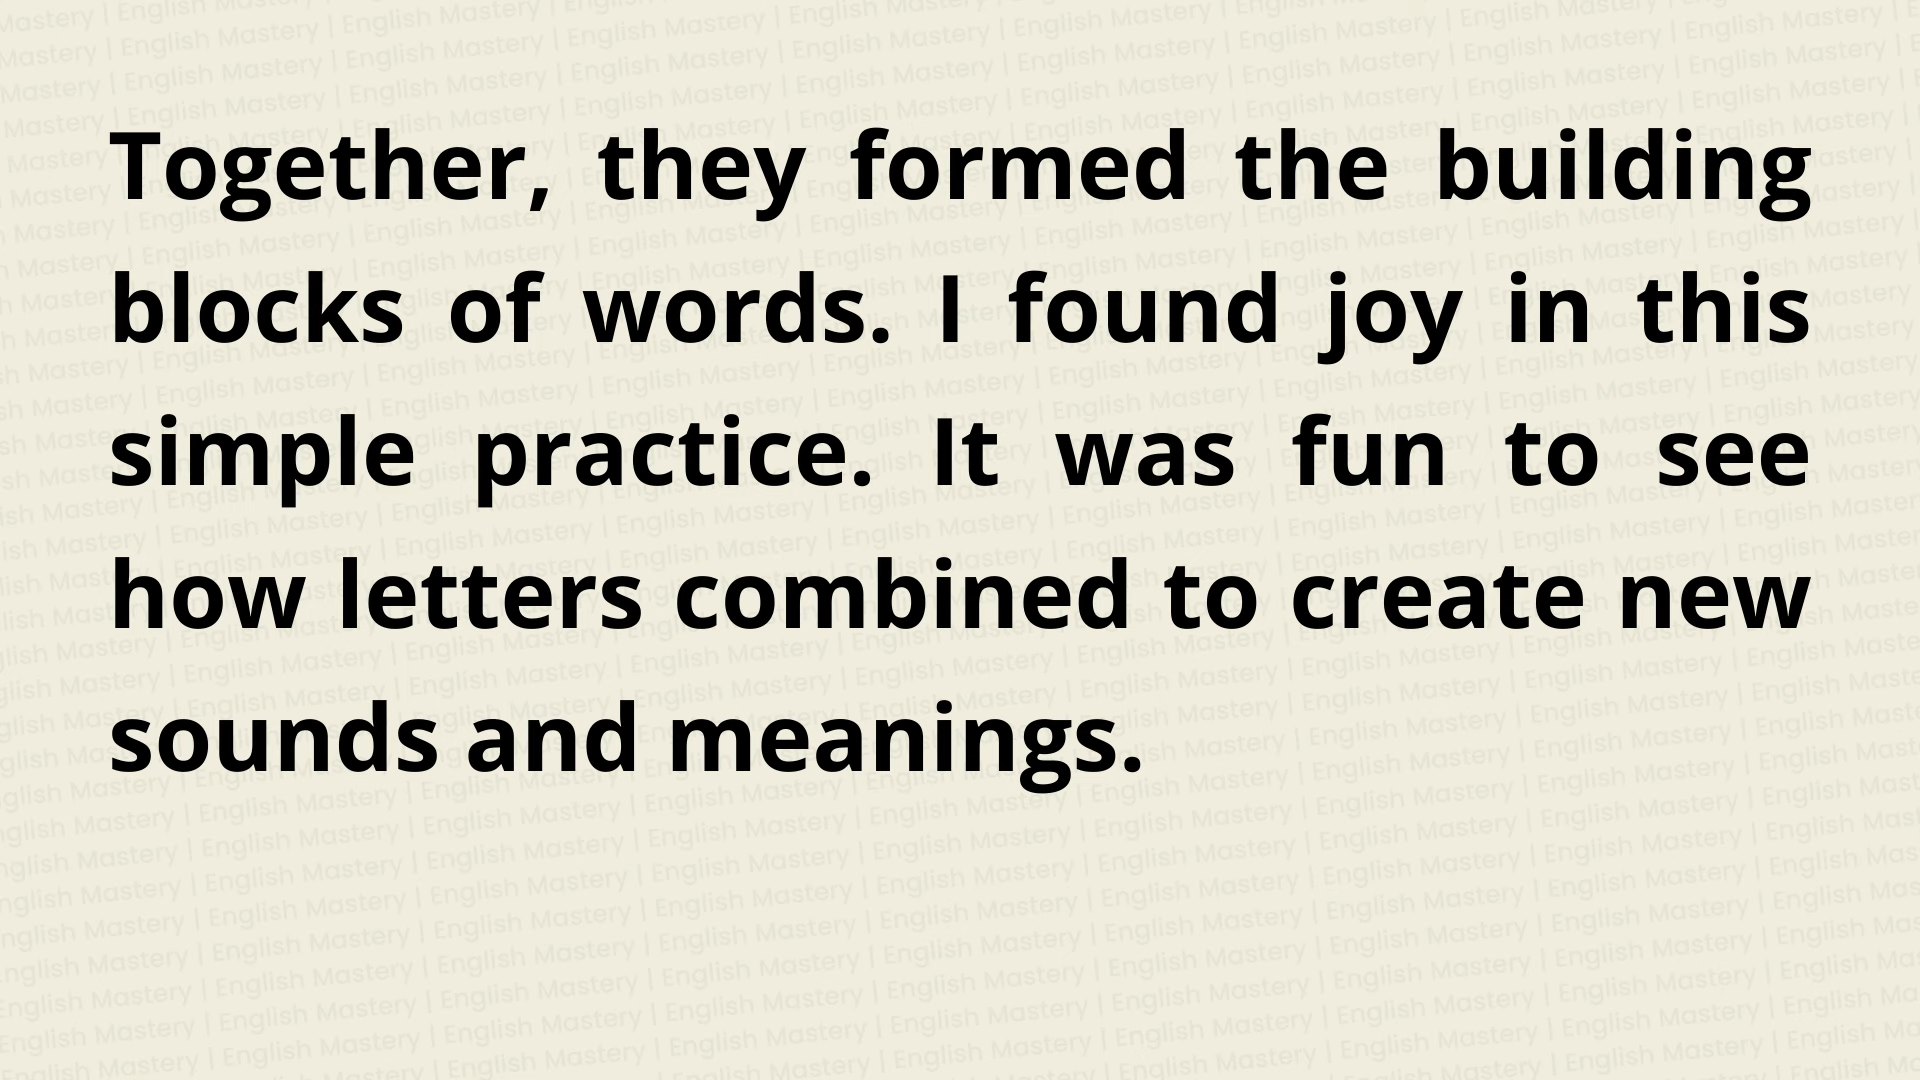 Together, they formed the building
blocks of words. I found joy in this
simple practice. It was fun to see
how letters combined to create new
sounds and meanings.